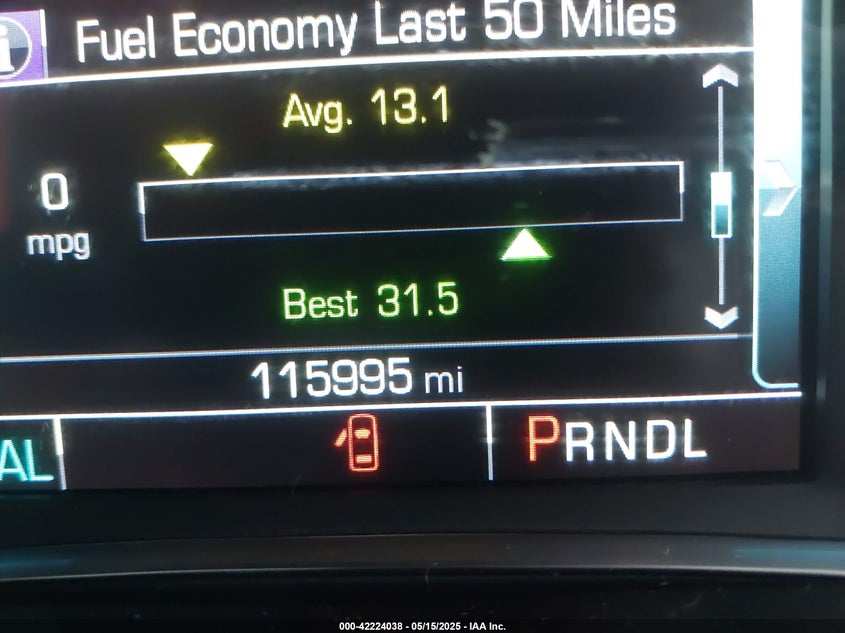 Fuel Economy Last 50 Miles
Avg. 13.1
0
mpg
Best 31.5
115995 mi
AL
PRNDL
000-42224038 - 05/15/2025 - IAA Inc.